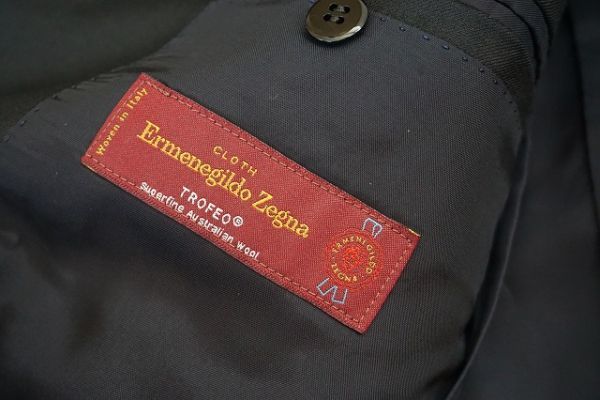 Woven in Italy
CLOTH
Ermenegildo Zegna
TROFEO®
Superfine Australian Wool
ERMENEGILDO
ZEGNA